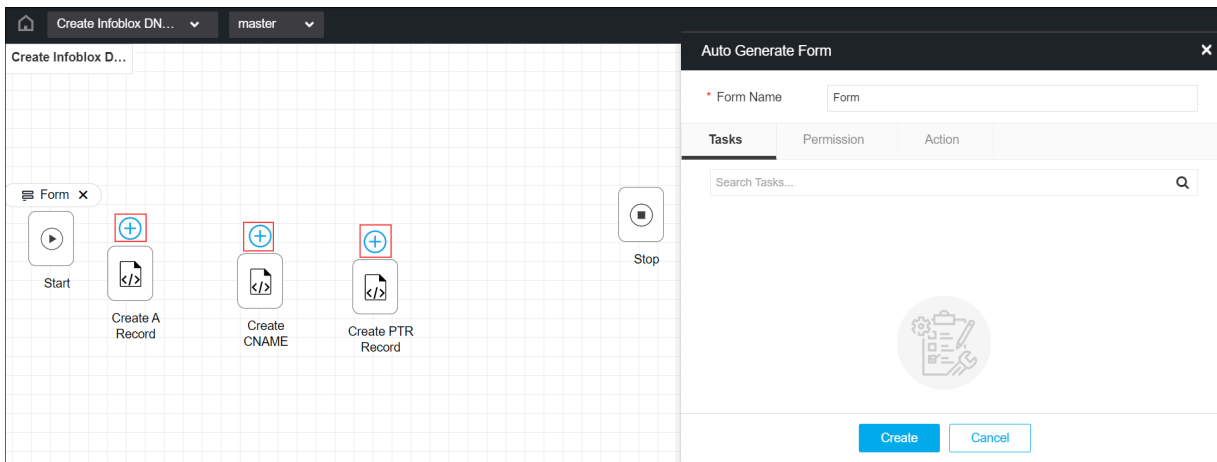 Create Infoblox DN...
master
Create Infoblox D...
Auto Generate Form
* Form Name
Form
Tasks
Permission
Action
Search Tasks...
Form
Start
Stop
Create A
Record
Create
CNAME
Create PTR
Record
Create
Cancel